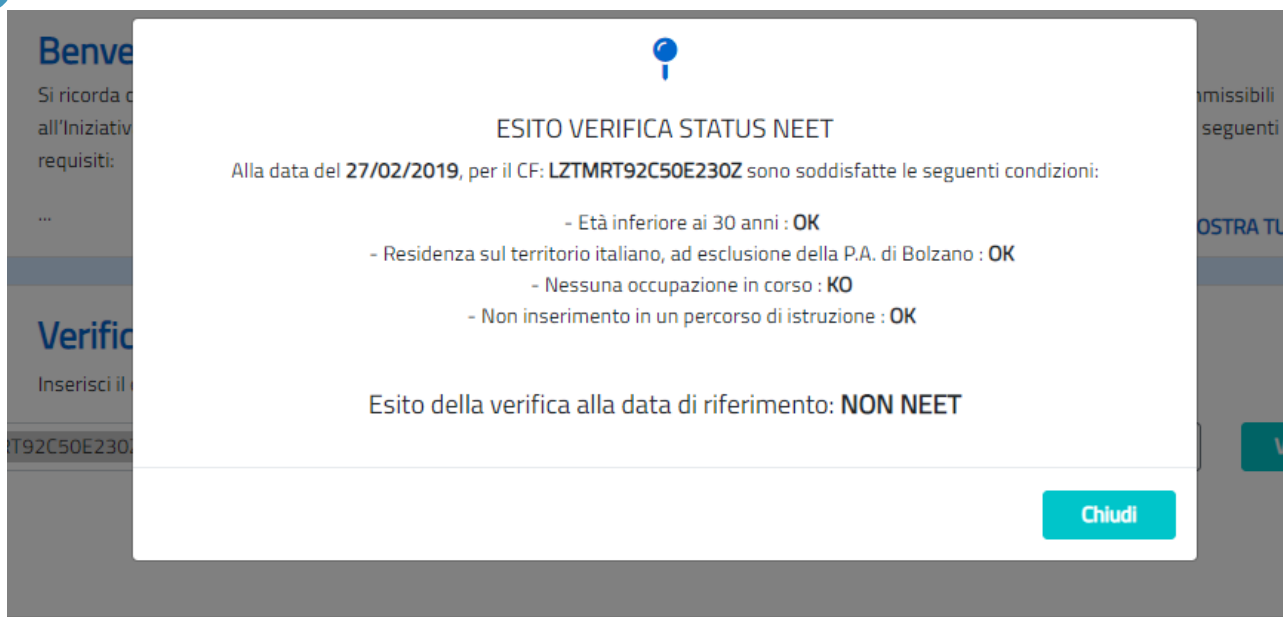 Benve
Si ricorda
nmissibili
all'Iniziativ
seguenti
requisiti:
...
OSTRA TU
ESITO VERIFICA STATUS NEET
Alla data del 27/02/2019, per il CF: LZTMRT92C50E230Z sono soddisfatte le seguenti condizioni:
- Età inferiore ai 30 anni : OK
- Residenza sul territorio italiano, ad esclusione della P.A. di Bolzano : OK
- Nessuna occupazione in corso : KO
- Non inserimento in un percorso di istruzione : OK
Verific
Inserisci il
Esito della verifica alla data di riferimento: NON NEET
T92C50E230
Chiudi